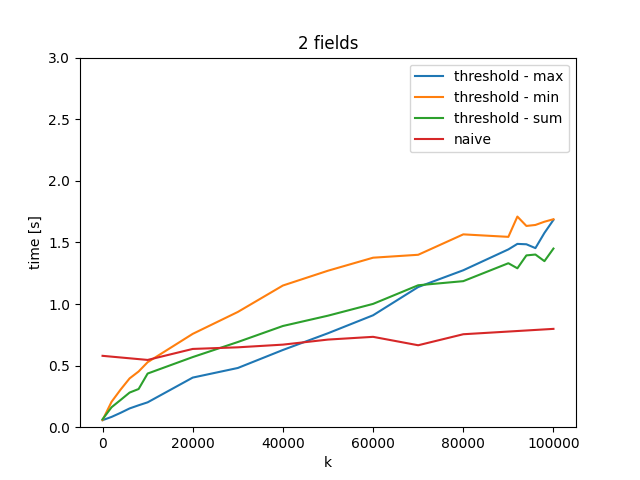 2 fields
time [s]
3.0
2.5
2.0
1.5
1.0
0.5
0.0
threshold - max
threshold - min
threshold - sum
naive
0 20000 40000 60000 80000 100000
k